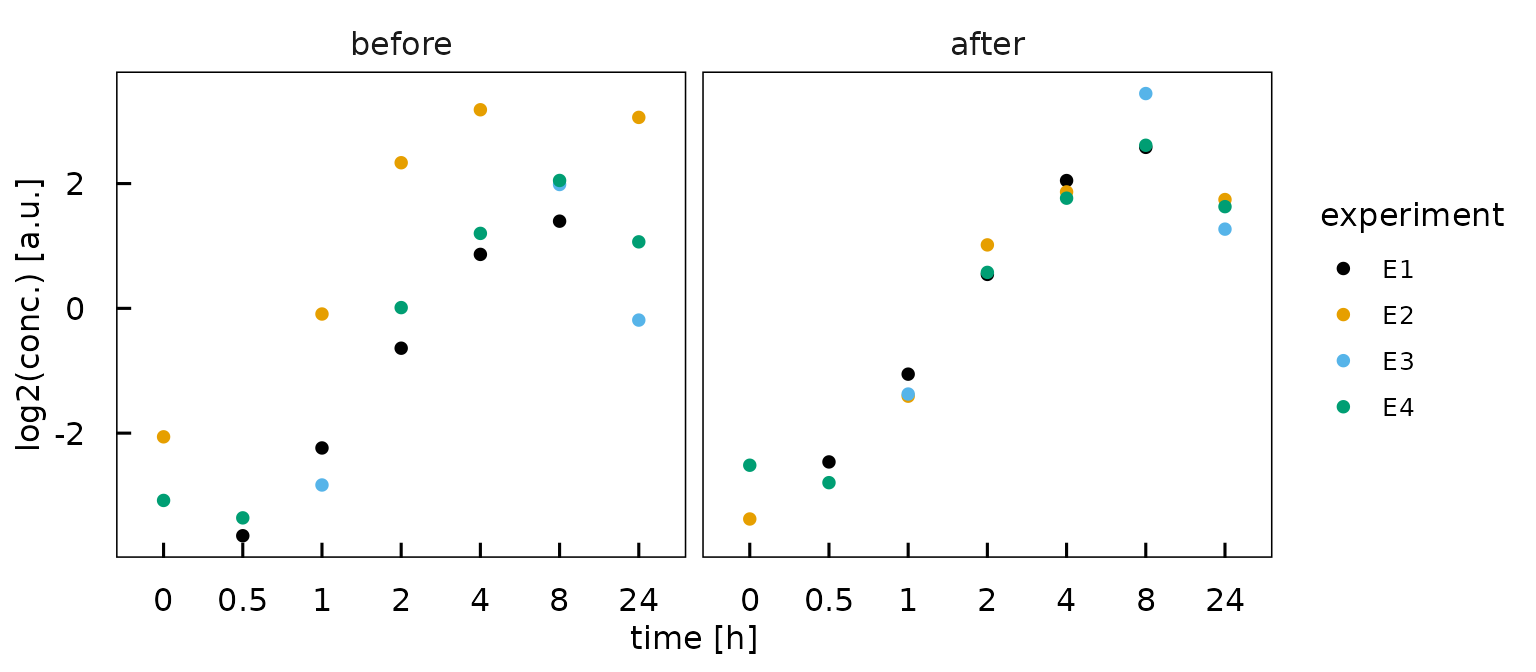 before after
log2(conc.) [a.u.]
2
0
-2
0 0.5 1 2 4 8 24 0 0.5 1 2 4 8 24
time [h]
experiment
E1
E2
E3
E4